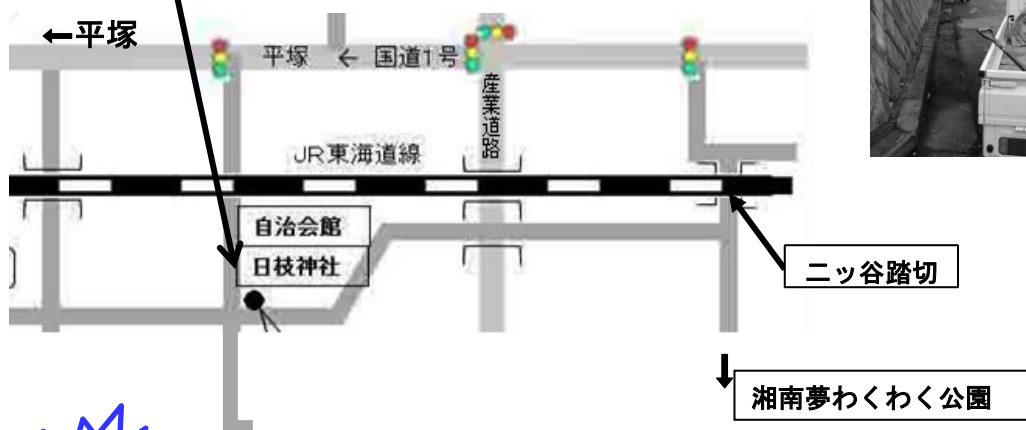 ←平塚
平塚 ← 国道1号
産業道路
JR東海道線
自治会館
日枝神社
二ッ谷踏切
湘南夢わくわく公園